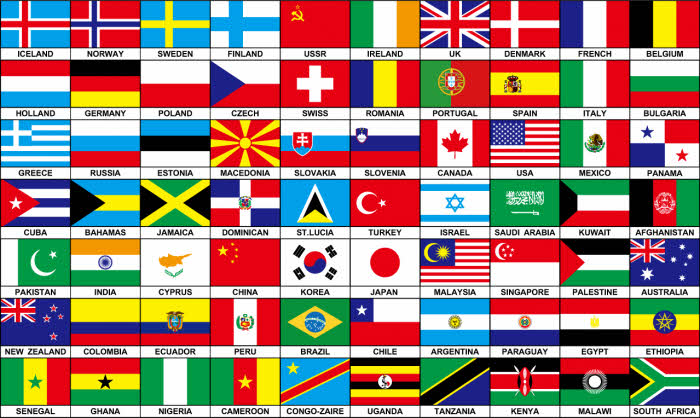 ICELAND NORWAY SWEDEN FINLAND USSR IRELAND UK DENMARK FRENCH BELGIUM
HOLLAND GERMANY POLAND CZECH SWISS ROMANIA PORTUGAL SPAIN ITALY BULGARIA
GREECE RUSSIA ESTONIA MACEDONIA SLOVAKIA SLOVENIA CANADA USA MEXICO PANAMA
CUBA BAHAMAS JAMAICA DOMINICAN ST.LUCIA TURKEY ISRAEL SAUDI ARABIA KUWAIT AFGHANISTAN
PAKISTAN INDIA CYPRUS CHINA KOREA JAPAN MALAYSIA SINGAPORE PALESTINE AUSTRALIA
NEW ZEALAND COLOMBIA ECUADOR PERU BRAZIL CHILE ARGENTINA PARAGUAY EGYPT ETHIOPIA
SENEGAL GHANA NIGERIA CAMEROON CONGO-ZAIRE UGANDA TANZANIA KENYA MALAWI SOUTH AFRICA